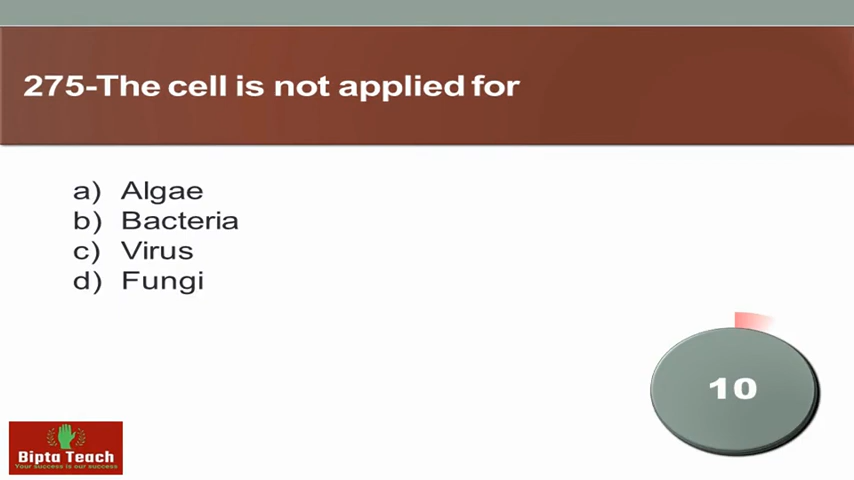 275-The cell is not applied for
a) Algae
b) Bacteria
c) Virus
d) Fungi
10
Bipta Teach
Your success is our success